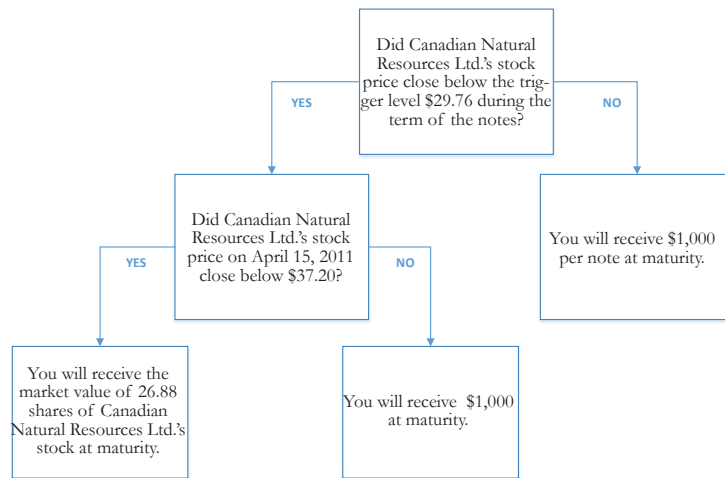 Did Canadian Natural
Resources Ltd.'s stock
price close below the trig-
ger level $29.76 during the
term of the notes?
YES
NO
Did Canadian Natural
Resources Ltd.'s stock
price on April 15, 2011
close below $37.20?
You will receive $1,000
per note at maturity.
YES
NO
You will receive the
market value of 26.88
shares of Canadian
Natural Resources Ltd.'s
stock at maturity.
You will receive $1,000
at maturity.